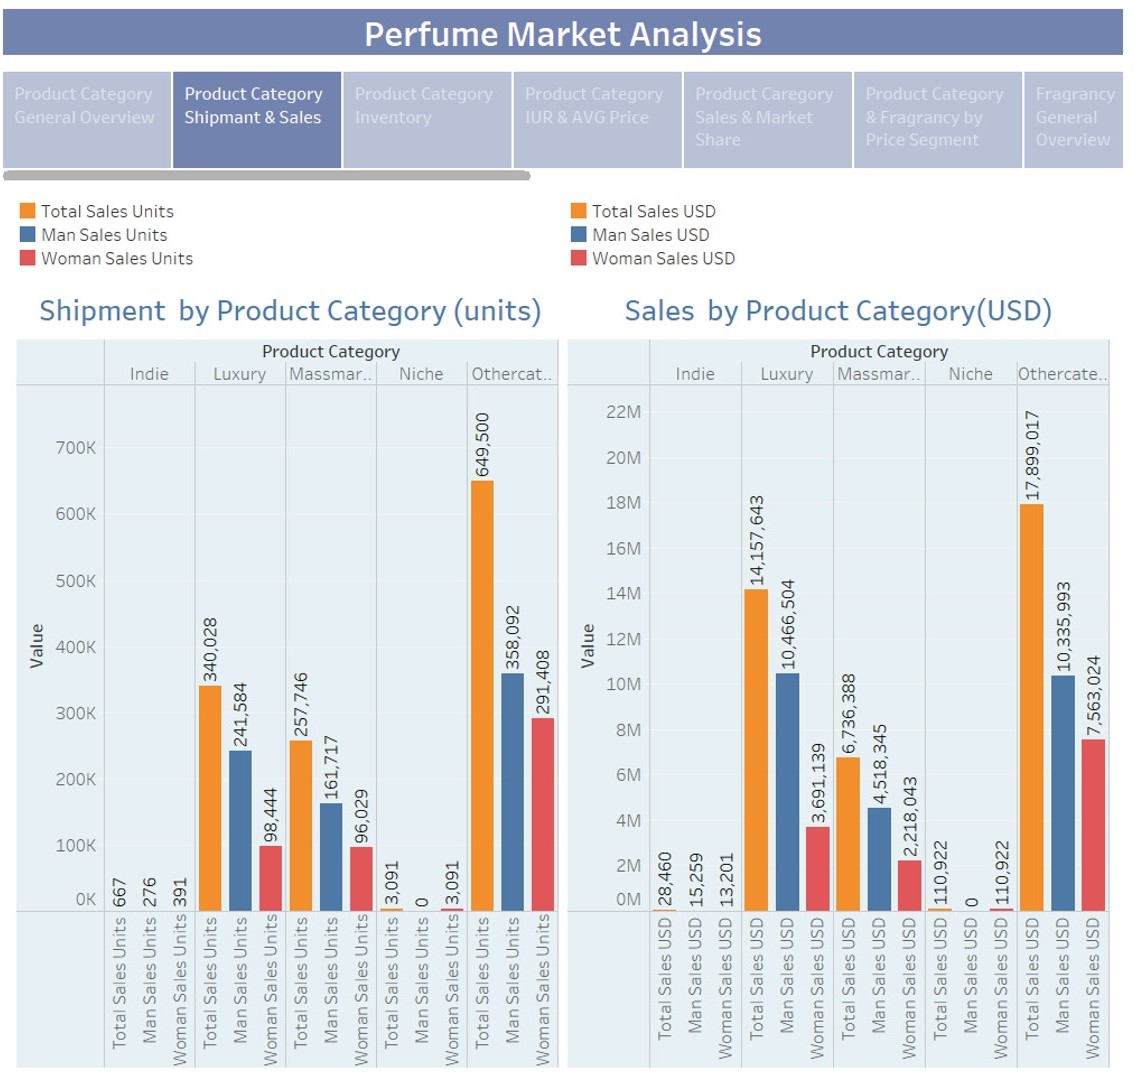 Perfume Market Analysis
Product Category
General Overview
Product Category
Shipmant & Sales
Product Category
Inventory
Product Category
IUR & AVG Price
Product Caregory
Sales & Market
Share
Product Category
& Fragrancy by
Price Segment
Fragrancy
General
Overview
Total Sales Units
Man Sales Units
Woman Sales Units
Total Sales USD
Man Sales USD
Woman Sales USD
Shipment by Product Category (units)
Product Category
Indie Luxury Massmar.. Niche Othercat..
Value
700K
600K
500K
400K
300K
200K
100K
0K
667
276
391
340,028
241,584
98,444
257,746
161,717
96,029
3,091
0
3,091
649,500
358,092
291,408
Total Sales Units
Man Sales Units
Woman Sales Units
Total Sales Units
Man Sales Units
Woman Sales Units
Total Sales Units
Man Sales Units
Woman Sales Units
Total Sales Units
Man Sales Units
Woman Sales Units
Total Sales Units
Man Sales Units
Woman Sales Units
Sales by Product Category(USD)
Product Category
Indie Luxury Massmar.. Niche Othercate..
Value
22M
20M
18M
16M
14M
12M
10M
8M
6M
4M
2M
0M
28,460
15,259
13,201
14,157,643
10,466,504
3,691,139
6,736,388
4,518,345
2,218,043
110,922
0
110,922
17,899,017
10,335,993
7,563,024
Total Sales USD
Man Sales USD
Woman Sales USD
Total Sales USD
Man Sales USD
Woman Sales USD
Total Sales USD
Man Sales USD
Woman Sales USD
Total Sales USD
Man Sales USD
Woman Sales USD
Total Sales USD
Man Sales USD
Woman Sales USD